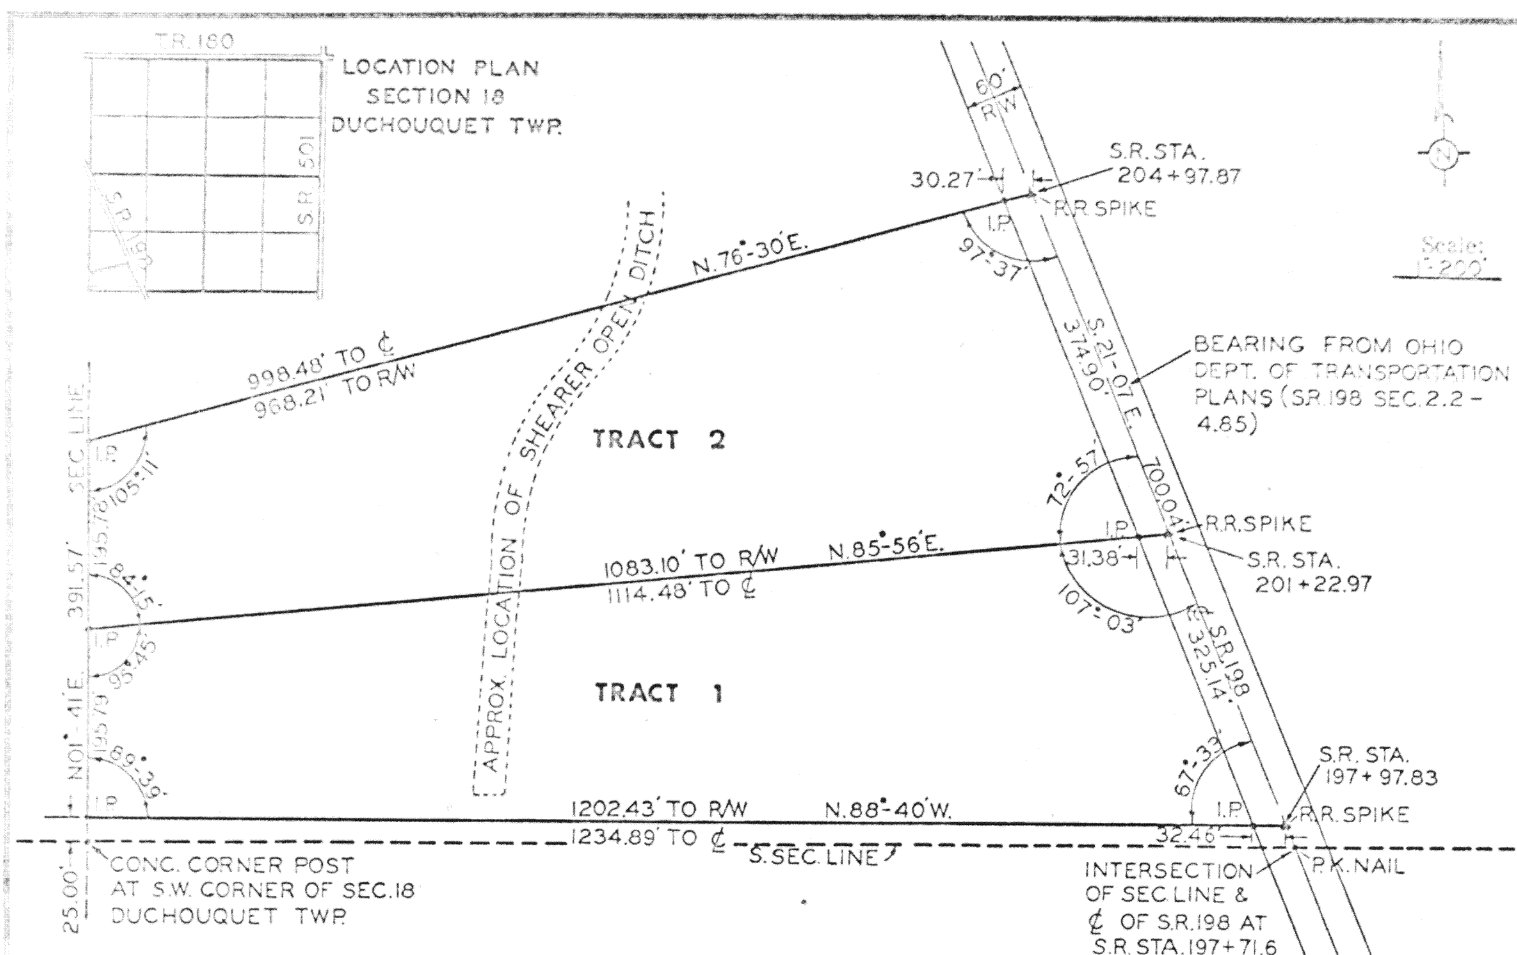 T.R. 180
LOCATION PLAN
SECTION 18
DUCHOUQUET TWP.
S.R. 501
60'
R/W
N
Scale:
1"-200'
S.R. STA.
204+97.87
30.27'
R.R. SPIKE
I.P.
97°-37'
N.76°-30'E.
998.48' TO ℄
968.21' TO R/W
APPROX. LOCATION OF SHEARER OPEN DITCH
S. 21-07 E.
374.90'
BEARING FROM OHIO
DEPT. OF TRANSPORTATION
PLANS (S.R.198 SEC.2.2-
4.85)
SEC. LINE
I.P.
105°-11'
195.78
TRACT 2
72°-57'
700.04'
R.R. SPIKE
I.P.
31.38'
S.R. STA.
201+22.97
N.85°-56'E.
1083.10' TO R/W
1114.48' TO ℄
107°-03'
391.57'
84°-15'
I.P.
95°-45'
℄ S.R.198
325.14'
TRACT 1
N01°-41'E.
195.79
89°-39'
I.P.
67°-33'
S.R. STA.
197+97.83
R.R. SPIKE
I.P.
32.46'
1202.43' TO R/W
N.88°-40'W.
1234.89' TO ℄
S. SEC. LINE
25.00'
CONC. CORNER POST
AT S.W. CORNER OF SEC.18
DUCHOUQUET TWP.
P.K. NAIL
INTERSECTION
OF SEC. LINE &
℄ OF S.R.198 AT
S.R. STA.197+71.6